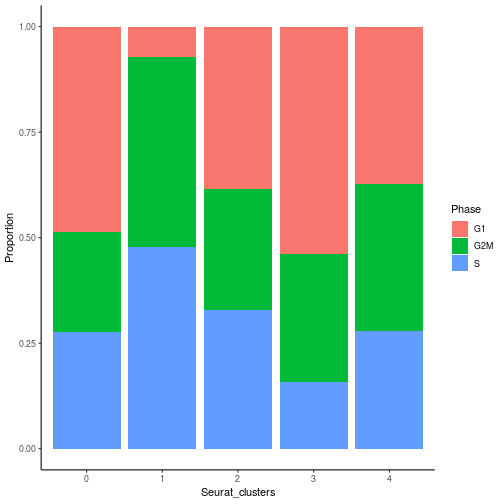 1.00
0.75
0.50
0.25
0.00
Proportion
0 1 2 3 4
Seurat_clusters
Phase
G1
G2M
S